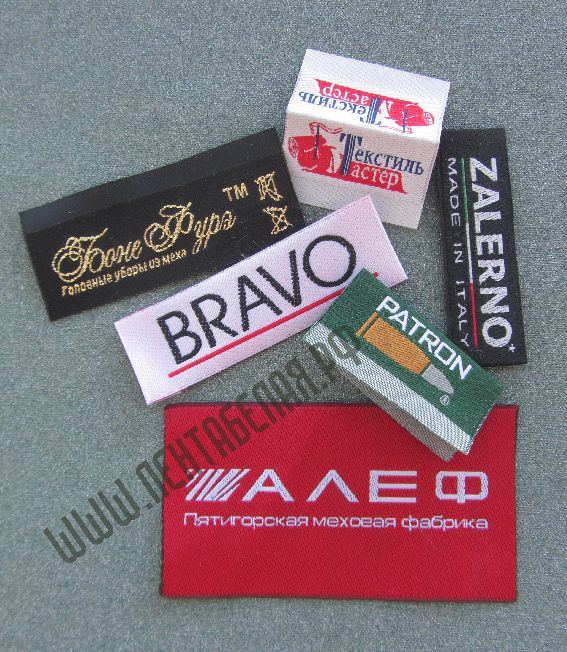 Текстиль
Мастер
Текстиль
Мастер
Боне Фурэ ™
Головные уборы из меха
ZALERNO
MADE IN ITALY
BRAVO
PATRON
®
АЛЕФ
Пятигорская меховая фабрика
WWW.ЛЕНТАБЕЛАЯ.РФ